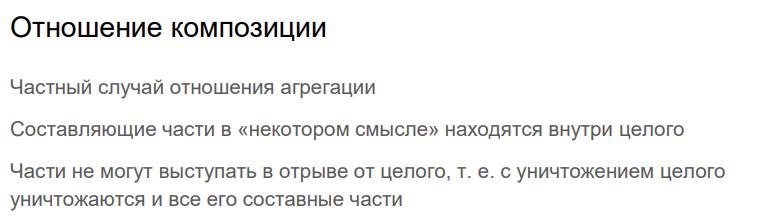 Отношение композиции
Частный случай отношения агрегации
Составляющие части в «некотором смысле» находятся внутри целого
Части не могут выступать в отрыве от целого, т. е. с уничтожением целого
уничтожаются и все его составные части